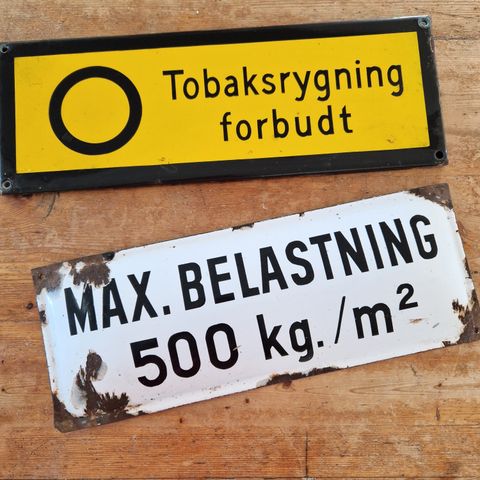 Tobaksrygning
forbudt
MAX. BELASTNING
500 kg./m²